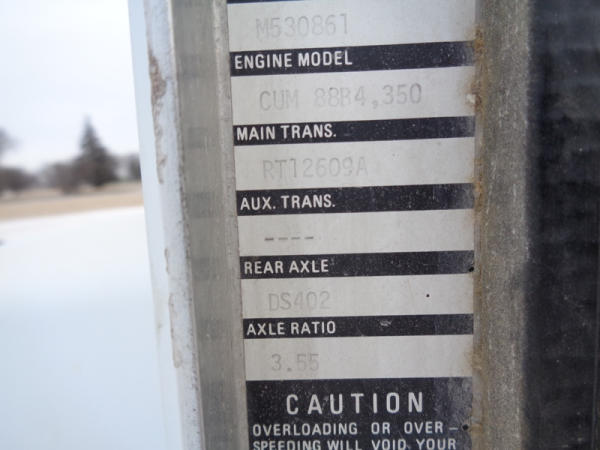 M530861
ENGINE MODEL
CUM 88B4,350
MAIN TRANS.
RT12609A
AUX. TRANS.
----
REAR AXLE
DS402
AXLE RATIO
3.55
CAUTION
OVERLOADING OR OVER-
SPEEDING WILL VOID YOUR